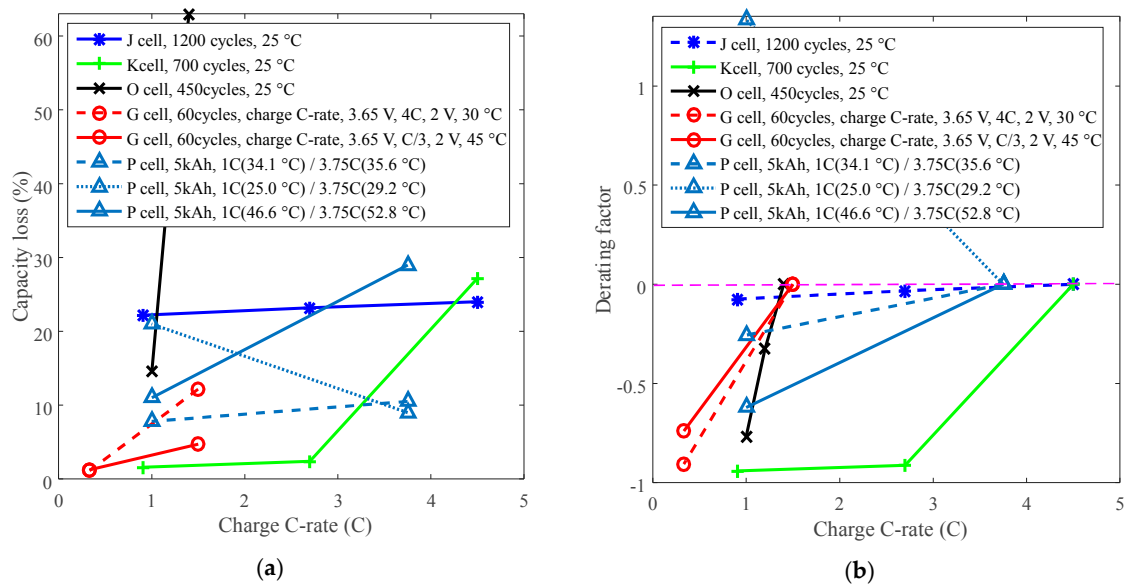 60
50
40
30
20
10
0
Capacity loss (%)
J cell, 1200 cycles, 25 °C
Kcell, 700 cycles, 25 °C
O cell, 450cycles, 25 °C
G cell, 60cycles, charge C-rate, 3.65 V, 4C, 2 V, 30 °C
G cell, 60cycles, charge C-rate, 3.65 V, C/3, 2 V, 45 °C
P cell, 5kAh, 1C(34.1 °C) / 3.75C(35.6 °C)
P cell, 5kAh, 1C(25.0 °C) / 3.75C(29.2 °C)
P cell, 5kAh, 1C(46.6 °C) / 3.75C(52.8 °C)
0 1 2 3 4 5
Charge C-rate (C)
(a)
1
0.5
0
-0.5
-1
Derating factor
J cell, 1200 cycles, 25 °C
Kcell, 700 cycles, 25 °C
O cell, 450cycles, 25 °C
G cell, 60cycles, charge C-rate, 3.65 V, 4C, 2 V, 30 °C
G cell, 60cycles, charge C-rate, 3.65 V, C/3, 2 V, 45 °C
P cell, 5kAh, 1C(34.1 °C) / 3.75C(35.6 °C)
P cell, 5kAh, 1C(25.0 °C) / 3.75C(29.2 °C)
P cell, 5kAh, 1C(46.6 °C) / 3.75C(52.8 °C)
0 1 2 3 4 5
Charge C-rate (C)
(b)